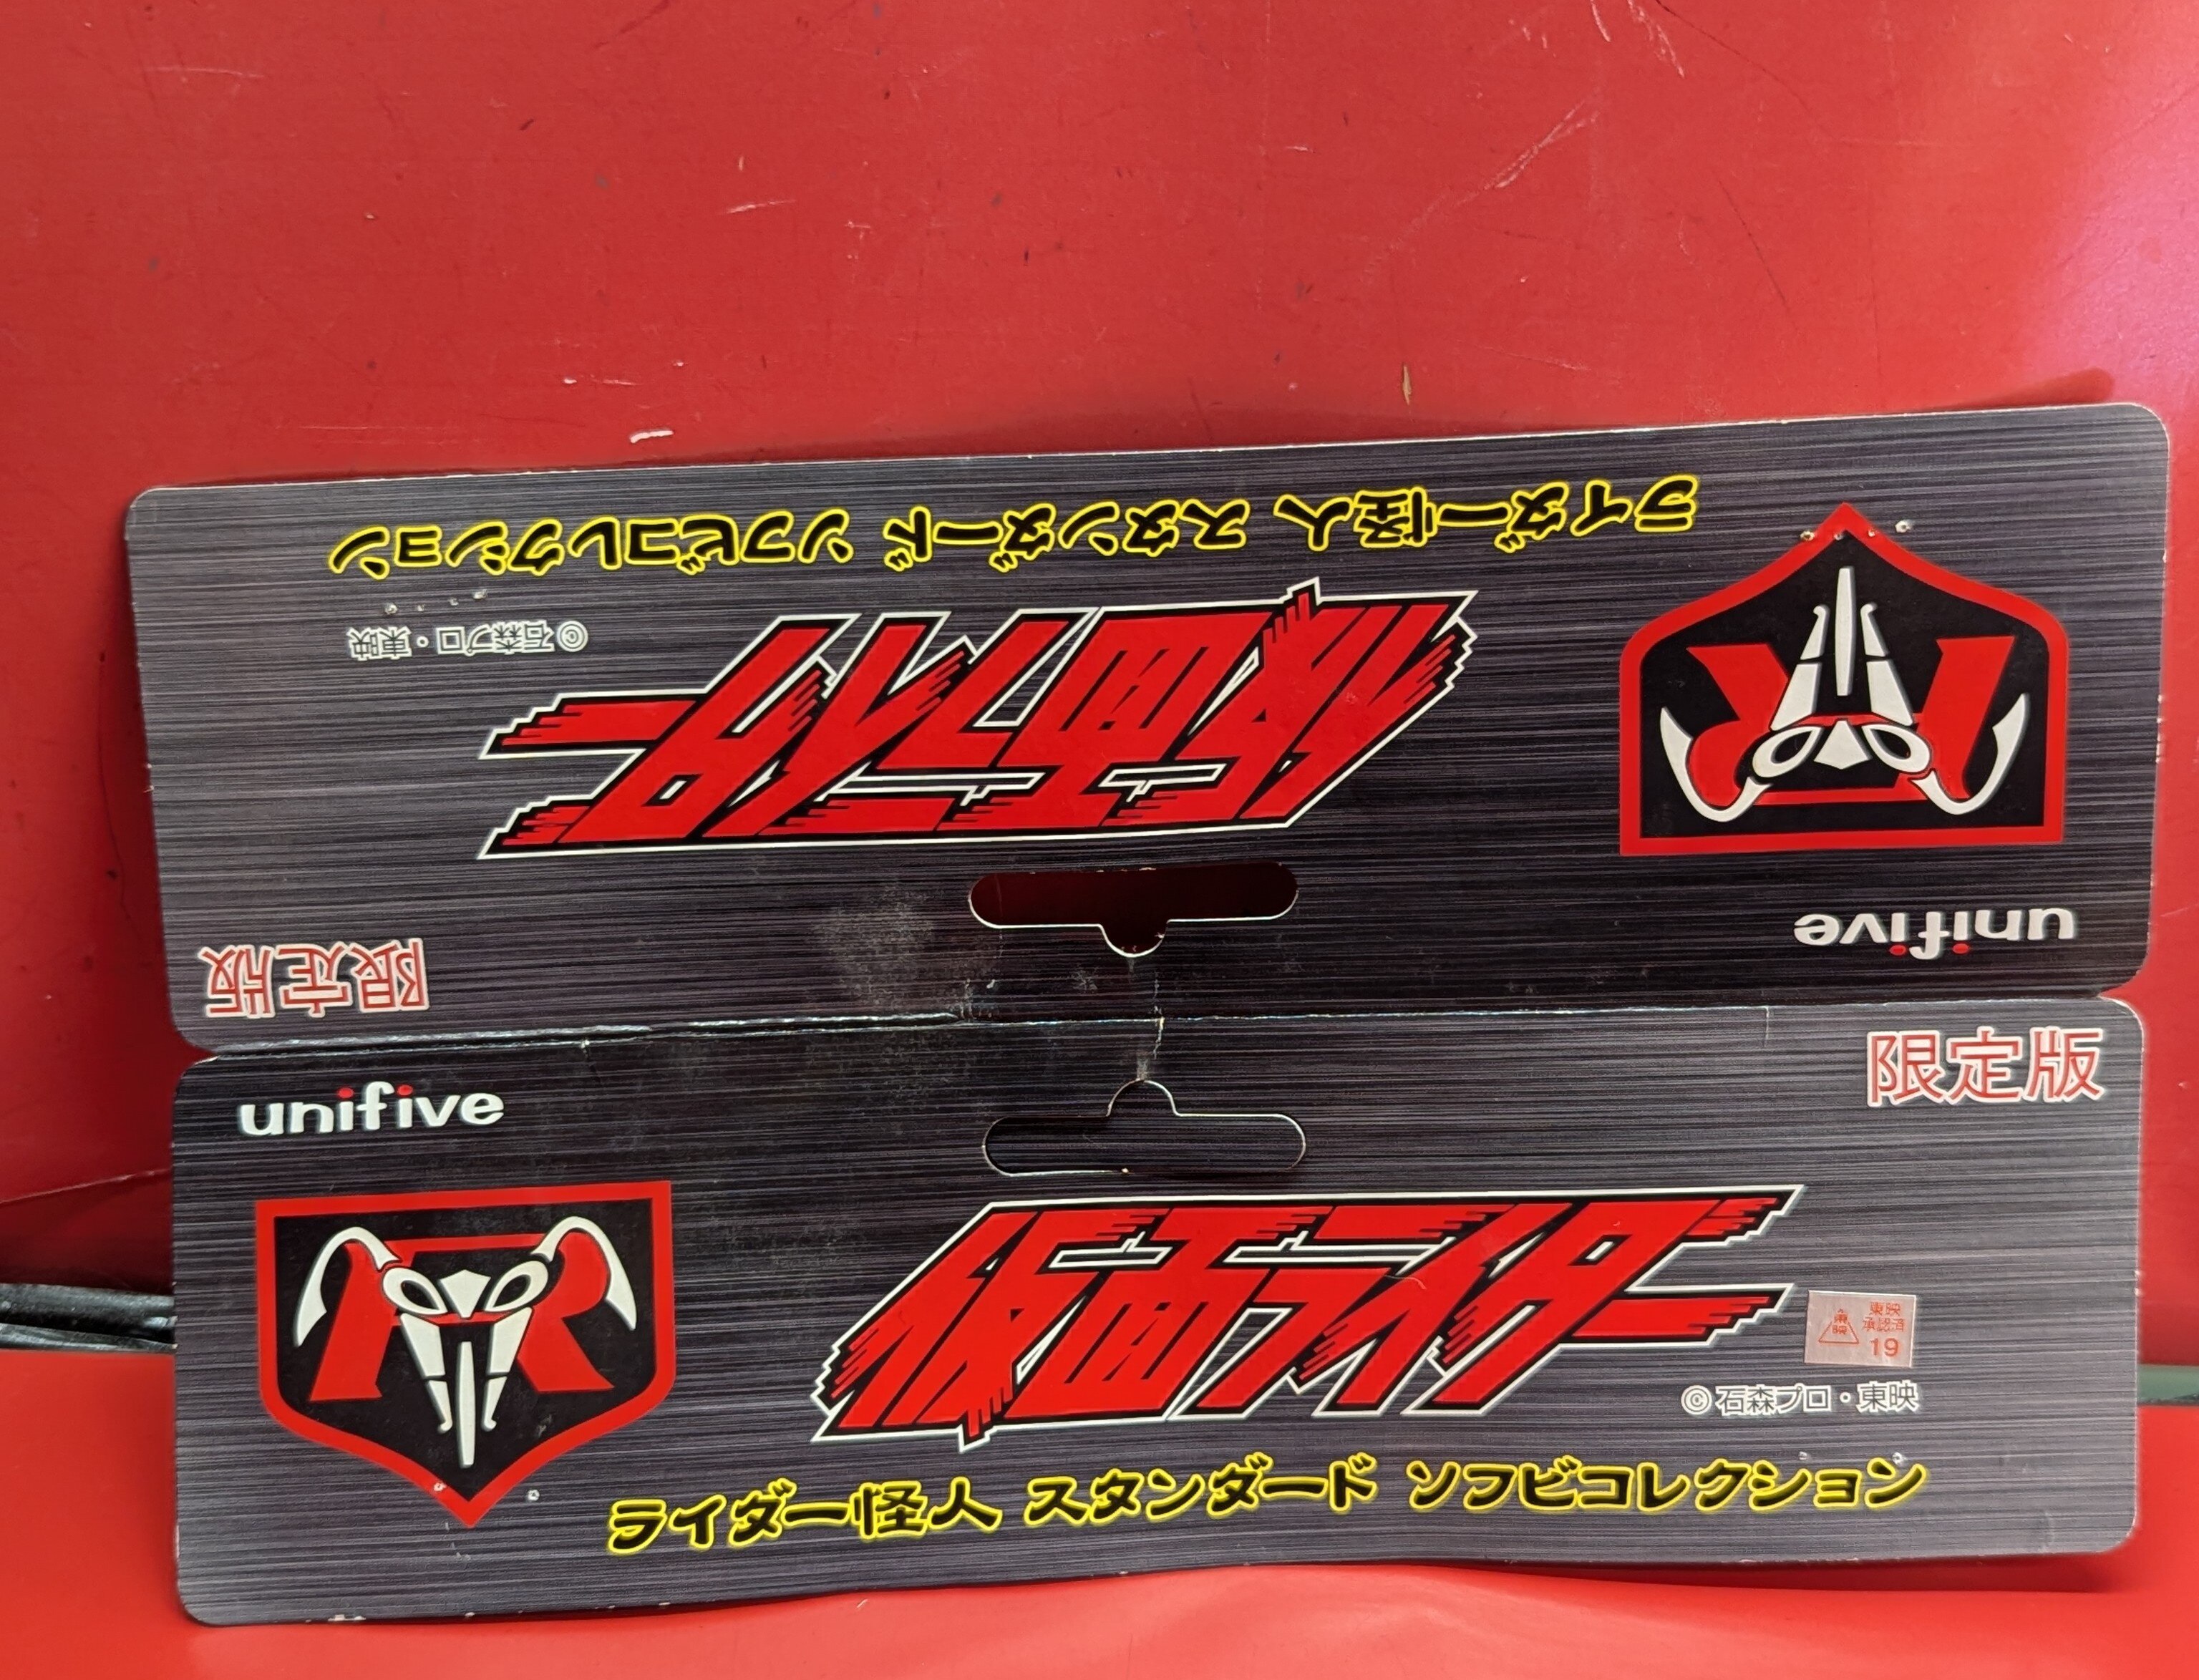 ライダー怪人 スタンダード ソフビコレクション
©石森プロ・東映
仮面ライダー
unifive
限定版
unifive
限定版
仮面ライダー
東映
東映
承認済
19
©石森プロ・東映
ライダー怪人 スタンダード ソフビコレクション